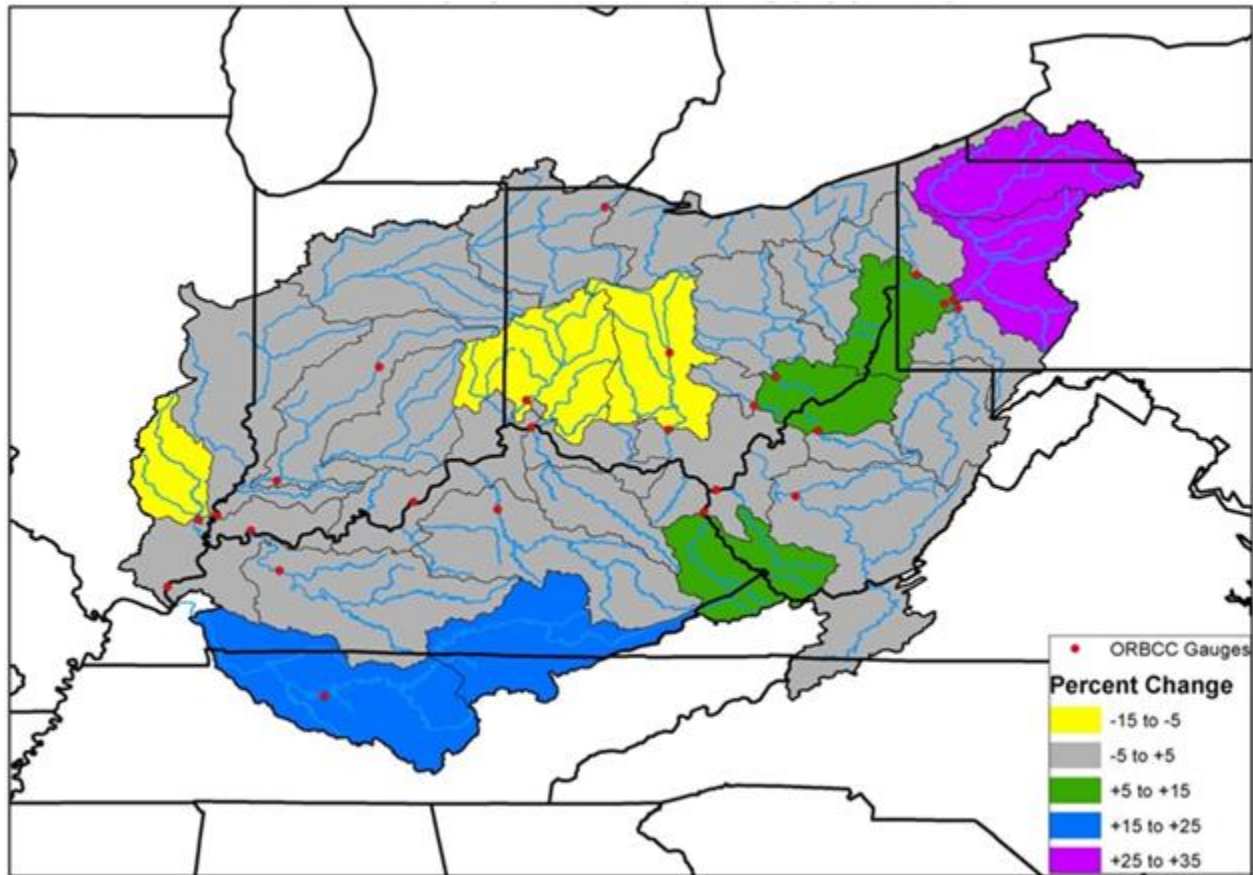 ORBCC Gauges
Percent Change
-15 to -5
-5 to +5
+5 to +15
+15 to +25
+25 to +35